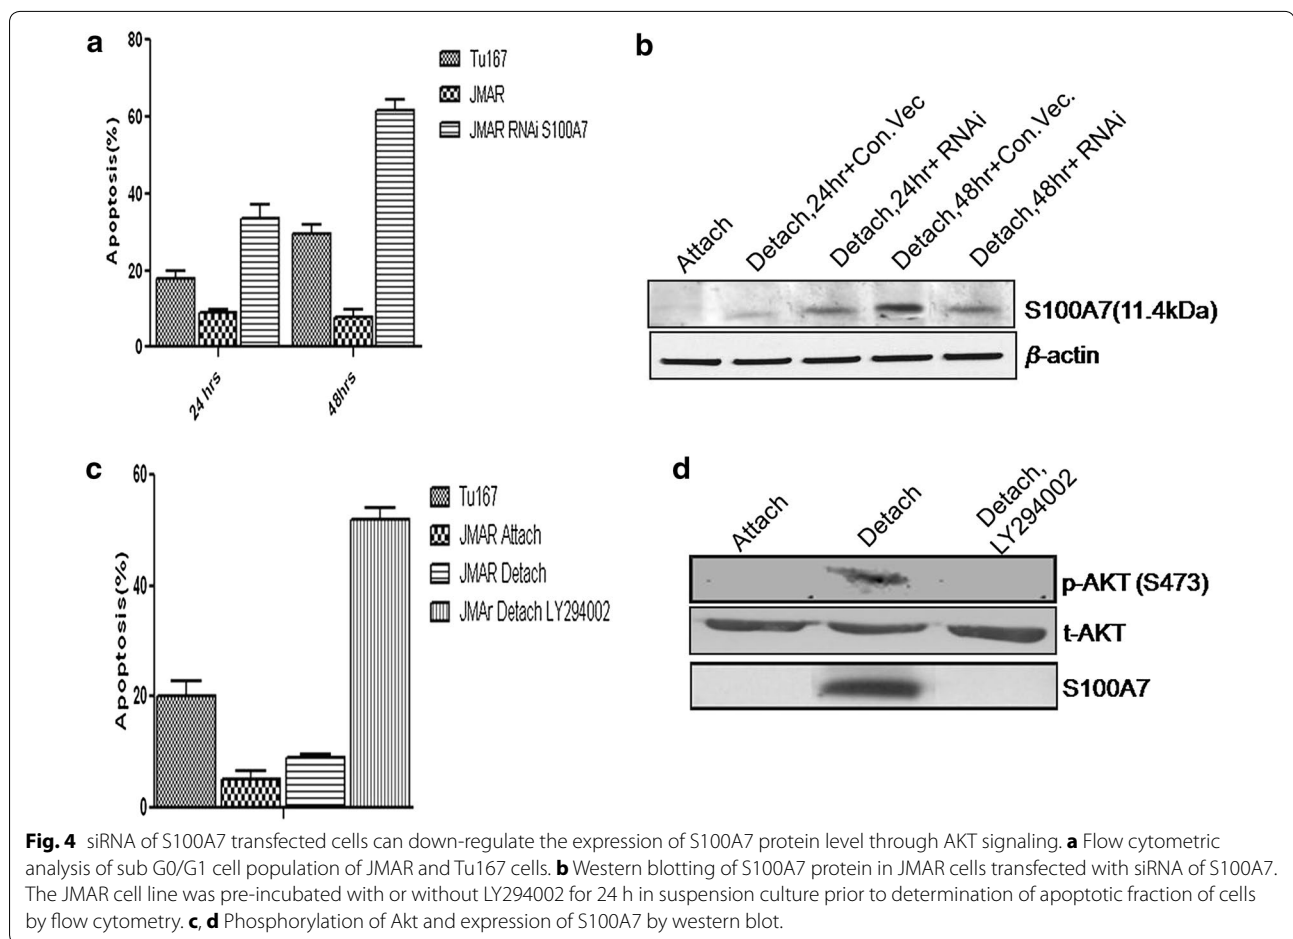 a
80
60
40
20
0
Apoptosis(%)
24 hrs
48hrs
Tu167
JMAR
JMAR RNAi S100A7
b
Attach
Detach,24hr+Con.Vec
Detach,24hr+ RNAi
Detach,48hr+Con.Vec.
Detach,48hr+ RNAi
S100A7(11.4kDa)
β-actin
c
60
40
20
0
Apoptosis(%)
Tu167
JMAR Attach
JMAR Detach
JMAr Detach LY294002
d
Attach
Detach
Detach,
LY294002
p-AKT (S473)
t-AKT
S100A7
Fig. 4 siRNA of S100A7 transfected cells can down-regulate the expression of S100A7 protein level through AKT signaling. a Flow cytometric
analysis of sub G0/G1 cell population of JMAR and Tu167 cells. b Western blotting of S100A7 protein in JMAR cells transfected with siRNA of S100A7.
The JMAR cell line was pre-incubated with or without LY294002 for 24 h in suspension culture prior to determination of apoptotic fraction of cells
by flow cytometry. c, d Phosphorylation of Akt and expression of S100A7 by western blot.